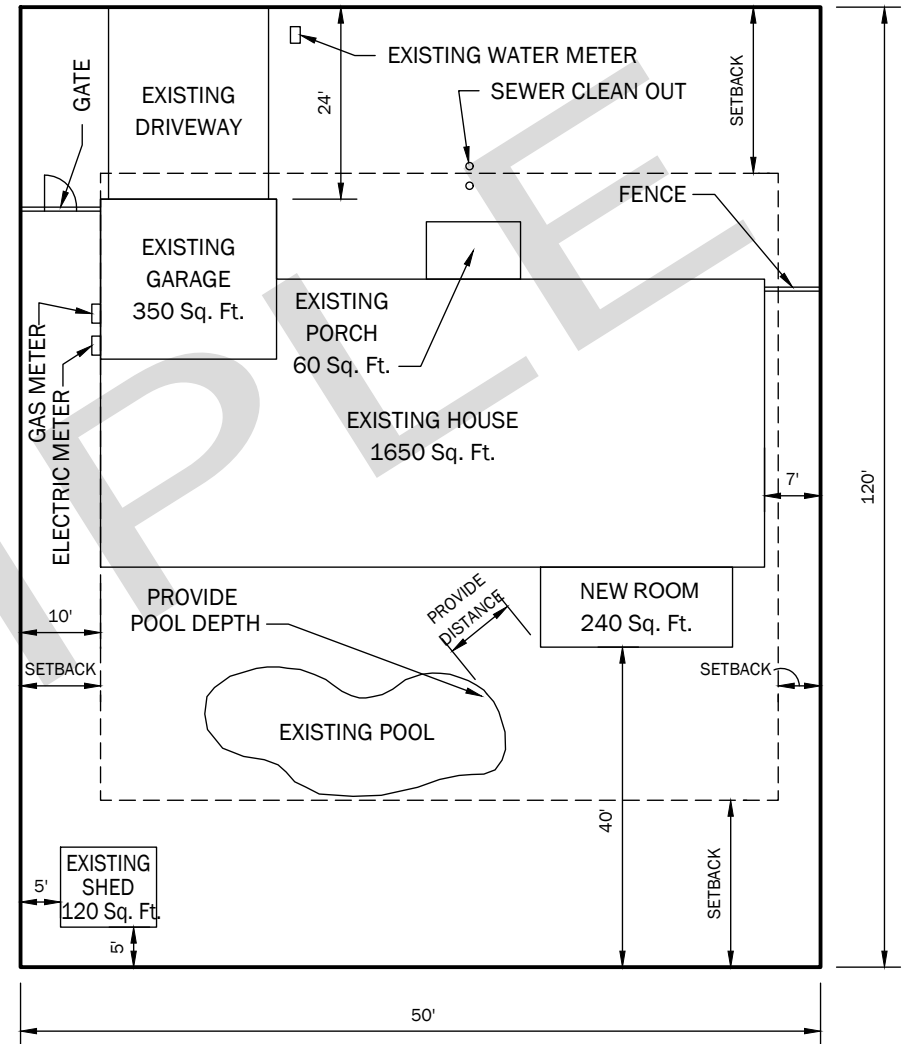 EXISTING WATER METER
SEWER CLEAN OUT
GATE
EXISTING
DRIVEWAY
24'
SETBACK
FENCE
EXISTING
GARAGE
350 Sq. Ft.
EXISTING
PORCH
60 Sq. Ft.
GAS METER
ELECTRIC METER
EXISTING HOUSE
1650 Sq. Ft.
7'
120'
NEW ROOM
240 Sq. Ft.
PROVIDE
DISTANCE
PROVIDE
POOL DEPTH
10'
SETBACK
SETBACK
EXISTING POOL
40'
SETBACK
EXISTING
SHED
120 Sq. Ft.
5'
5'
50'
MPLE